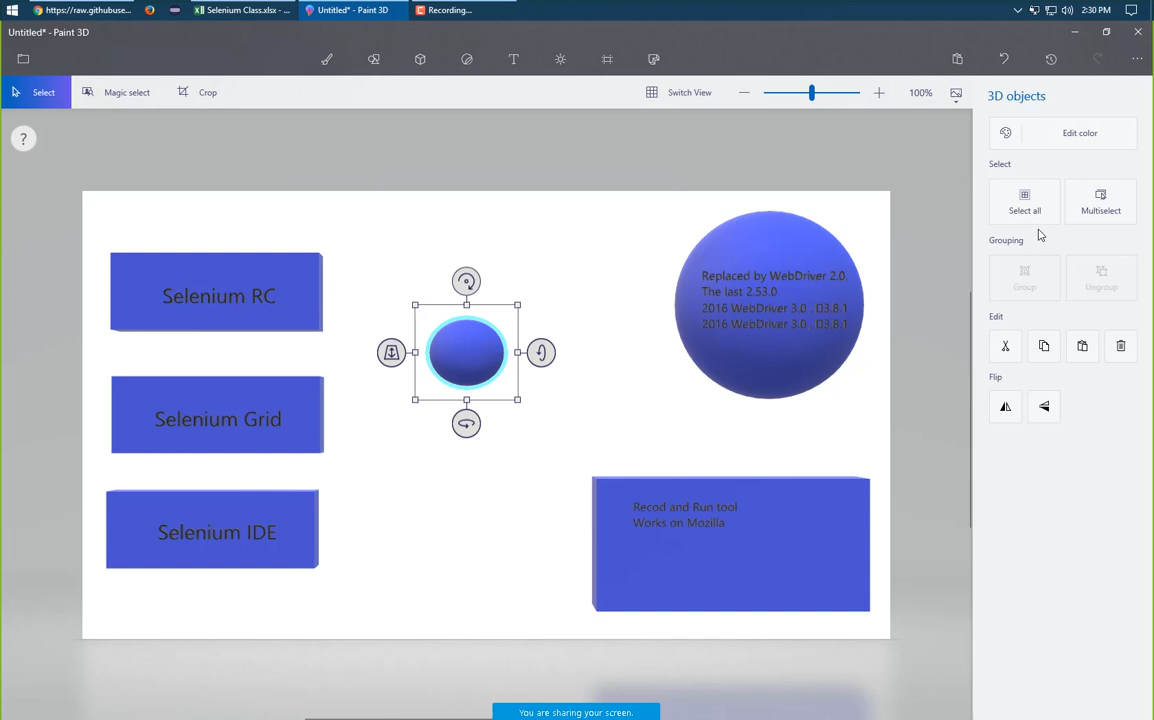 https://raw.githubuse...
Selenium Class.xlsx - ...
Untitled* - Paint 3D
Recording...
2:30 PM
Untitled* - Paint 3D
Select
Magic select
Crop
Switch View
100%
3D objects
Edit color
Select
Select all
Multiselect
Grouping
Group
Ungroup
Edit
Flip
?
Selenium RC
Selenium Grid
Selenium IDE
Replaced by WebDriver 2.0,
The last 2.53.0
2016 WebDriver 3.0 , □3.8.1
2016 WebDriver 3.0 , □3.8.1
Recod and Run tool
Works on Mozilla
You are sharing your screen.